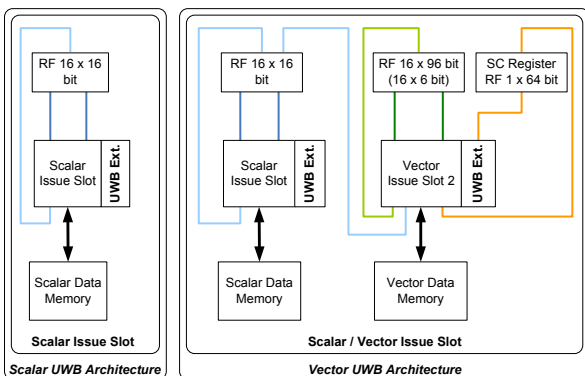 RF 16 x 16
bit
Scalar
Issue Slot
UWB Ext.
Scalar Data
Memory
Scalar Issue Slot
Scalar UWB Architecture
RF 16 x 16
bit
RF 16 x 96 bit
(16 x 6 bit)
SC Register
RF 1 x 64 bit
Scalar
Issue Slot
UWB Ext.
Vector
Issue Slot 2
UWB Ext.
Scalar Data
Memory
Vector Data
Memory
Scalar / Vector Issue Slot
Vector UWB Architecture